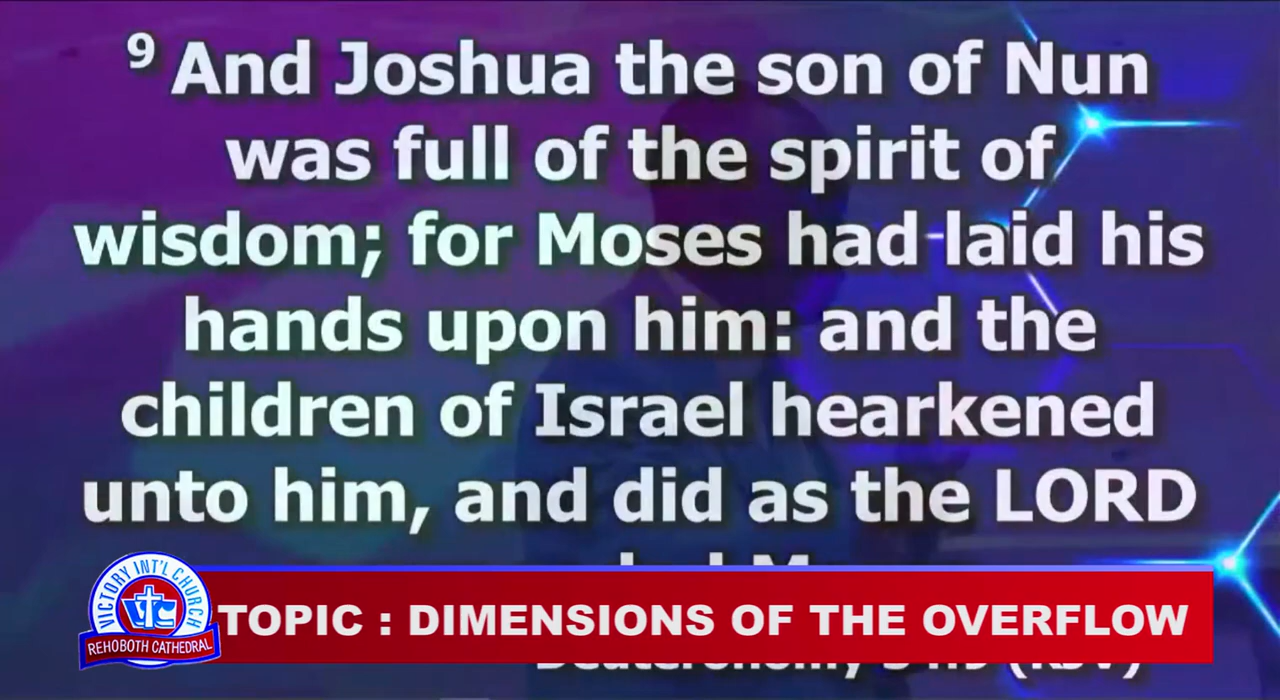 9 And Joshua the son of Nun
was full of the spirit of
wisdom; for Moses had laid his
hands upon him: and the
children of Israel hearkened
unto him, and did as the LORD
VICTORY INT'L CHURCH
VIC
REHOBOTH CATHEDRAL
TOPIC : DIMENSIONS OF THE OVERFLOW